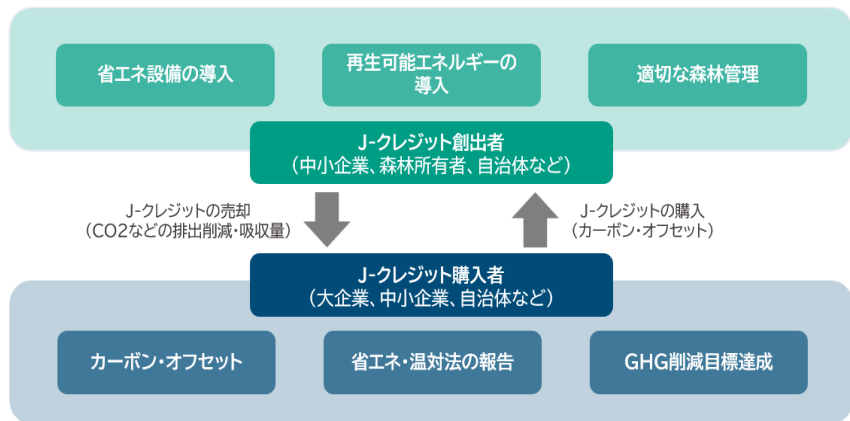 省エネ設備の導入
再生可能エネルギーの
導入
適切な森林管理
J-クレジット創出者
（中小企業、森林所有者、自治体など）
J-クレジットの売却
（CO2などの排出削減・吸収量）
J-クレジットの購入
（カーボン・オフセット）
J-クレジット購入者
（大企業、中小企業、自治体など）
カーボン・オフセット
省エネ・温対法の報告
GHG削減目標達成